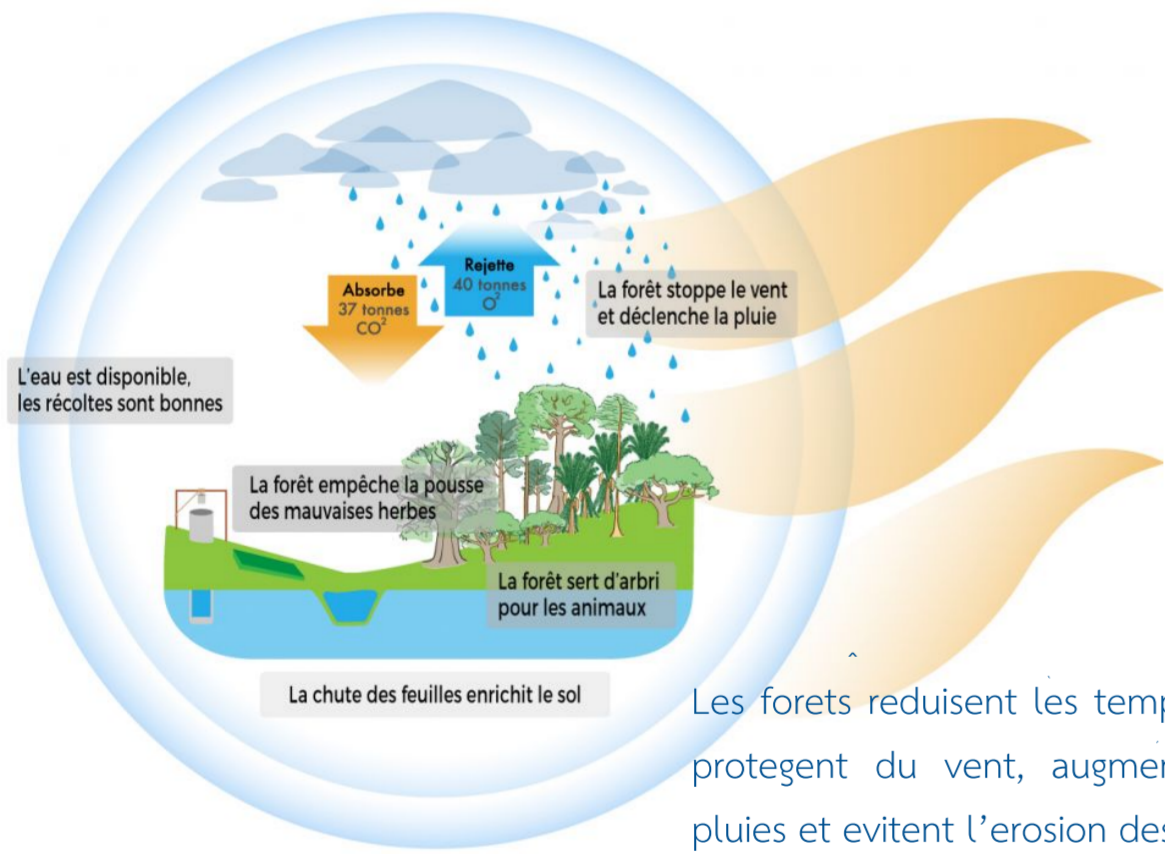 Rejette
40 tonnes
O²
Absorbe
37 tonnes
CO²
La forêt stoppe le vent
et déclenche la pluie
L'eau est disponible,
les récoltes sont bonnes
La forêt empêche la pousse
des mauvaises herbes
La forêt sert d'arbri
pour les animaux
La chute des feuilles enrichit le sol
Les forets reduisent les
protegent du vent,
pluies et evitent l'erosion des